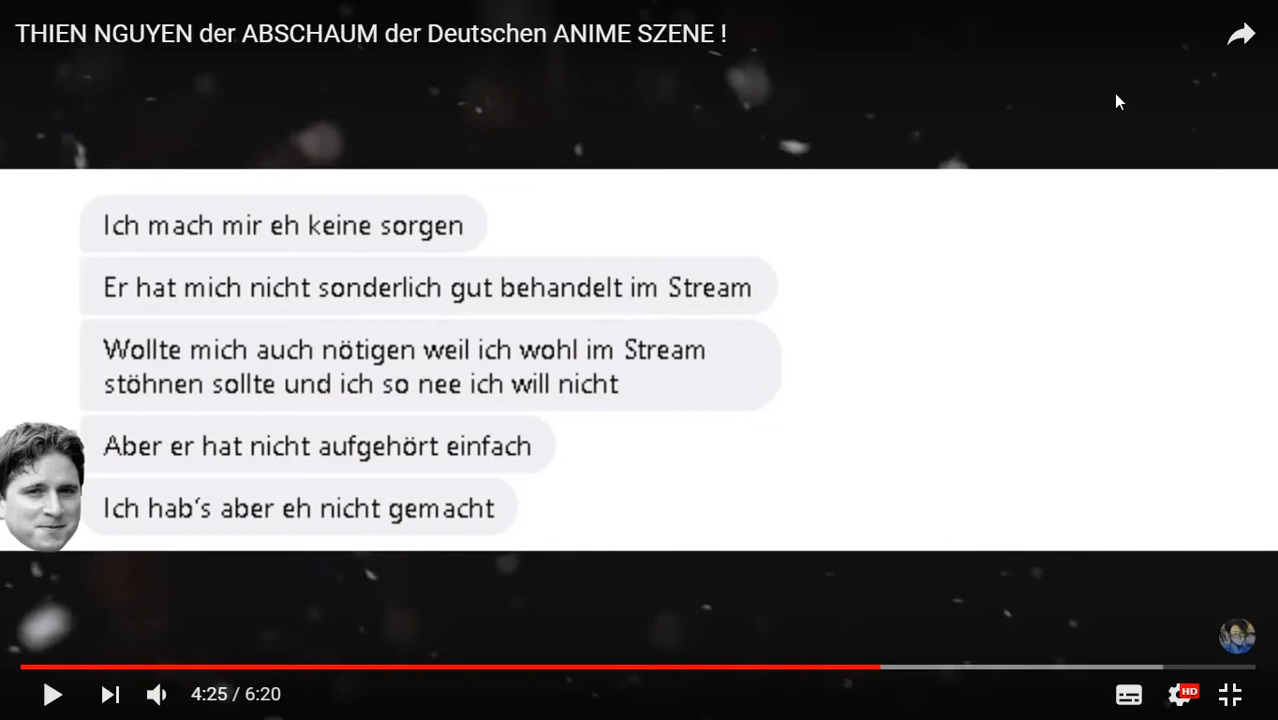 THIEN NGUYEN der ABSCHAUM der Deutschen ANIME SZENE !
Ich mach mir eh keine sorgen
Er hat mich nicht sonderlich gut behandelt im Stream
Wollte mich auch nötigen weil ich wohl im Stream
stöhnen sollte und ich so nee ich will nicht
Aber er hat nicht aufgehört einfach
Ich hab's aber eh nicht gemacht
4:25 / 6:20
HD